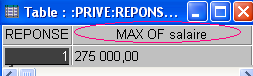 Table : :PRIVE:REPONS...
REPONSE MAX OF salaire
1 275 000,00